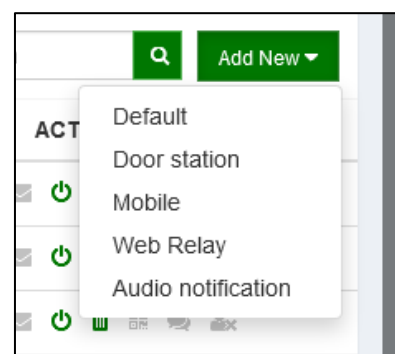 Add New
ACT
Default
Door station
Mobile
Web Relay
Audio notification